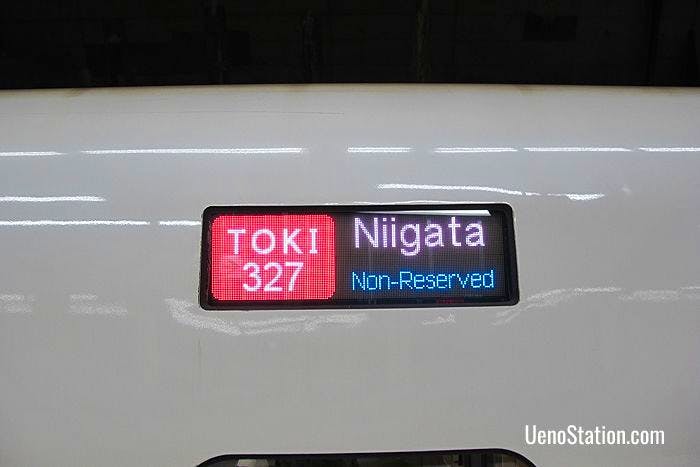 TOKI
327
Niigata
Non-Reserved
UenoStation.com